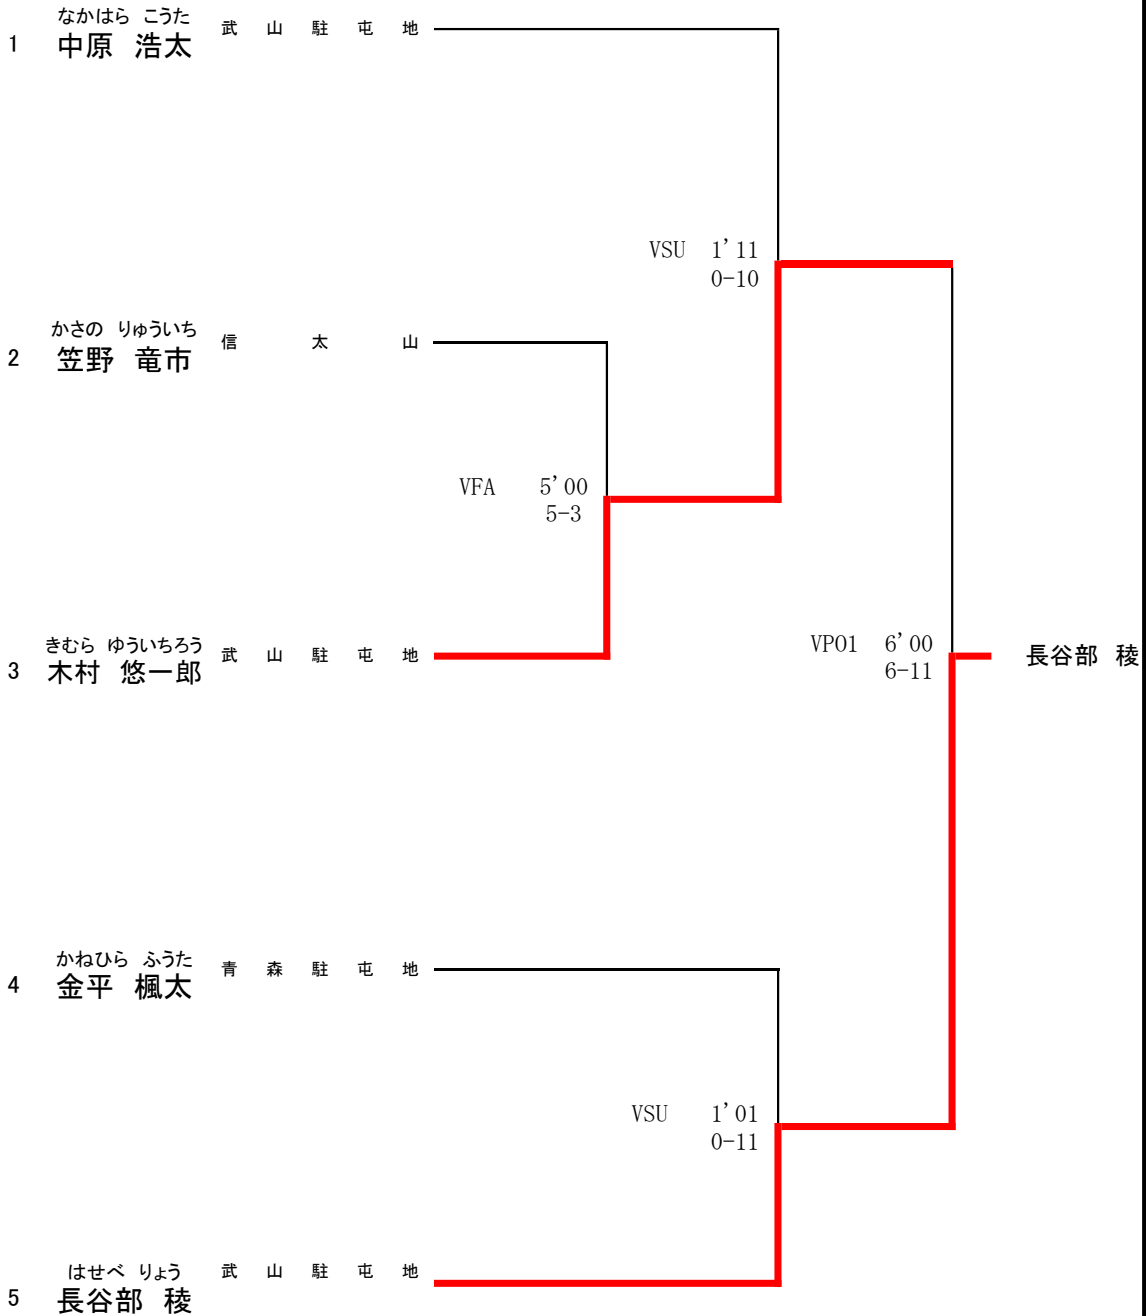 なかはら こうた
1 中原 浩太 武山駐屯地
VSU 1'11
0-10
かさの りゅういち
2 笠野 竜市 信太山
VFA 5'00
5-3
きむら ゆういちろう
3 木村 悠一郎 武山駐屯地
VPO1 6'00
6-11
長谷部 稜
かねひら ふうた
4 金平 楓太 青森駐屯地
VSU 1'01
0-11
はせべ りょう
5 長谷部 稜 武山駐屯地